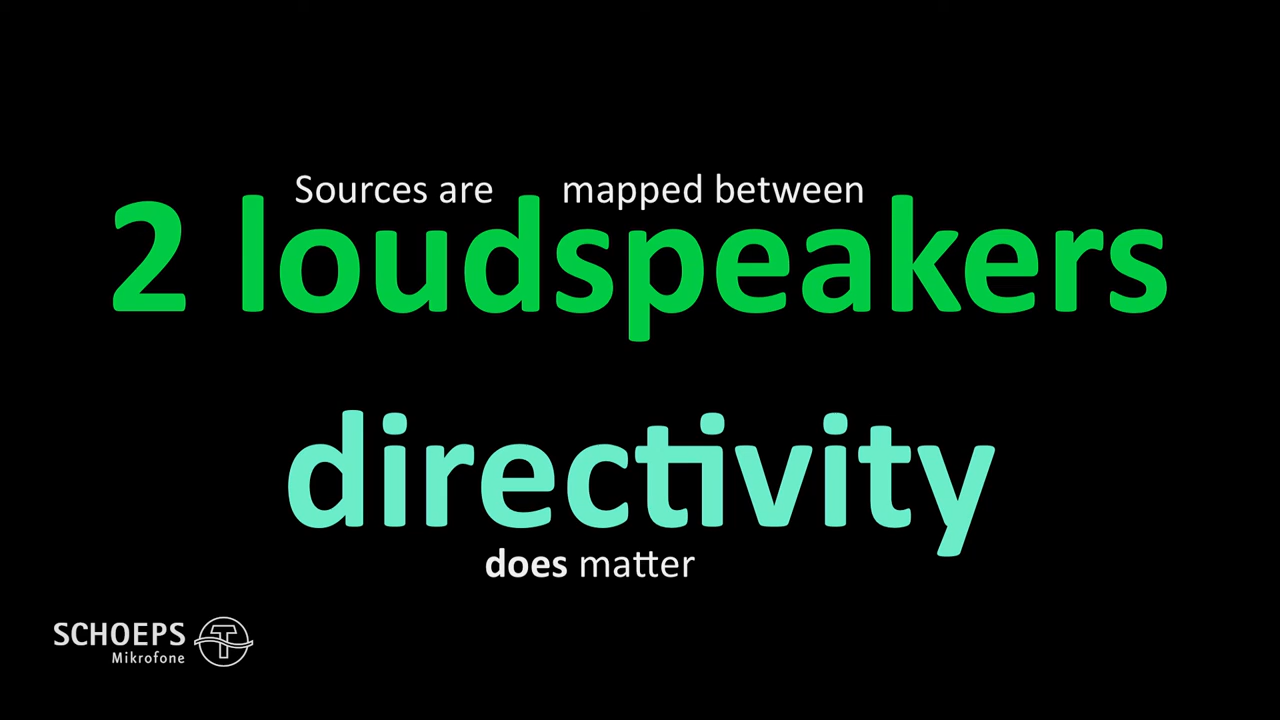 Sources are mapped between
2 loudspeakers
directivity
does matter
SCHOEPS
Mikrofone